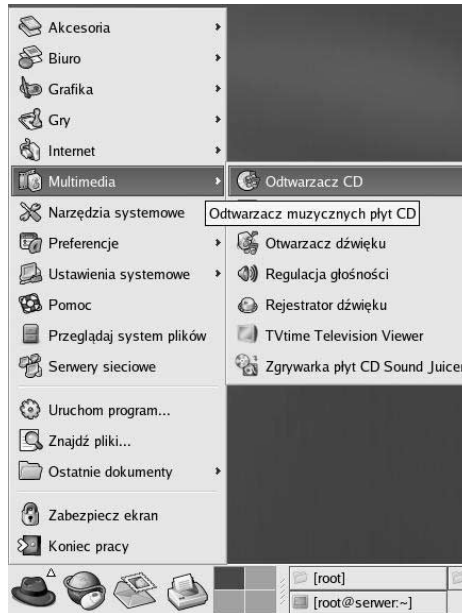 Akcesoria
Biuro
Grafika
Gry
Internet
Multimedia
Narzędzia systemowe
Preferencje
Ustawienia systemowe
Pomoc
Przeglądaj system plików
Serwery sieciowe
Uruchom program...
Znajdź pliki...
Ostatnie dokumenty
Zabezpiecz ekran
Koniec pracy
Odtwarzacz CD
Odtwarzacz muzycznych płyt CD
Otwarzacz dźwięku
Regulacja głośności
Rejestrator dźwięku
TVtime Television Viewer
Zgrywarka płyt CD Sound Juicer
[root]
[root@serwer:~]